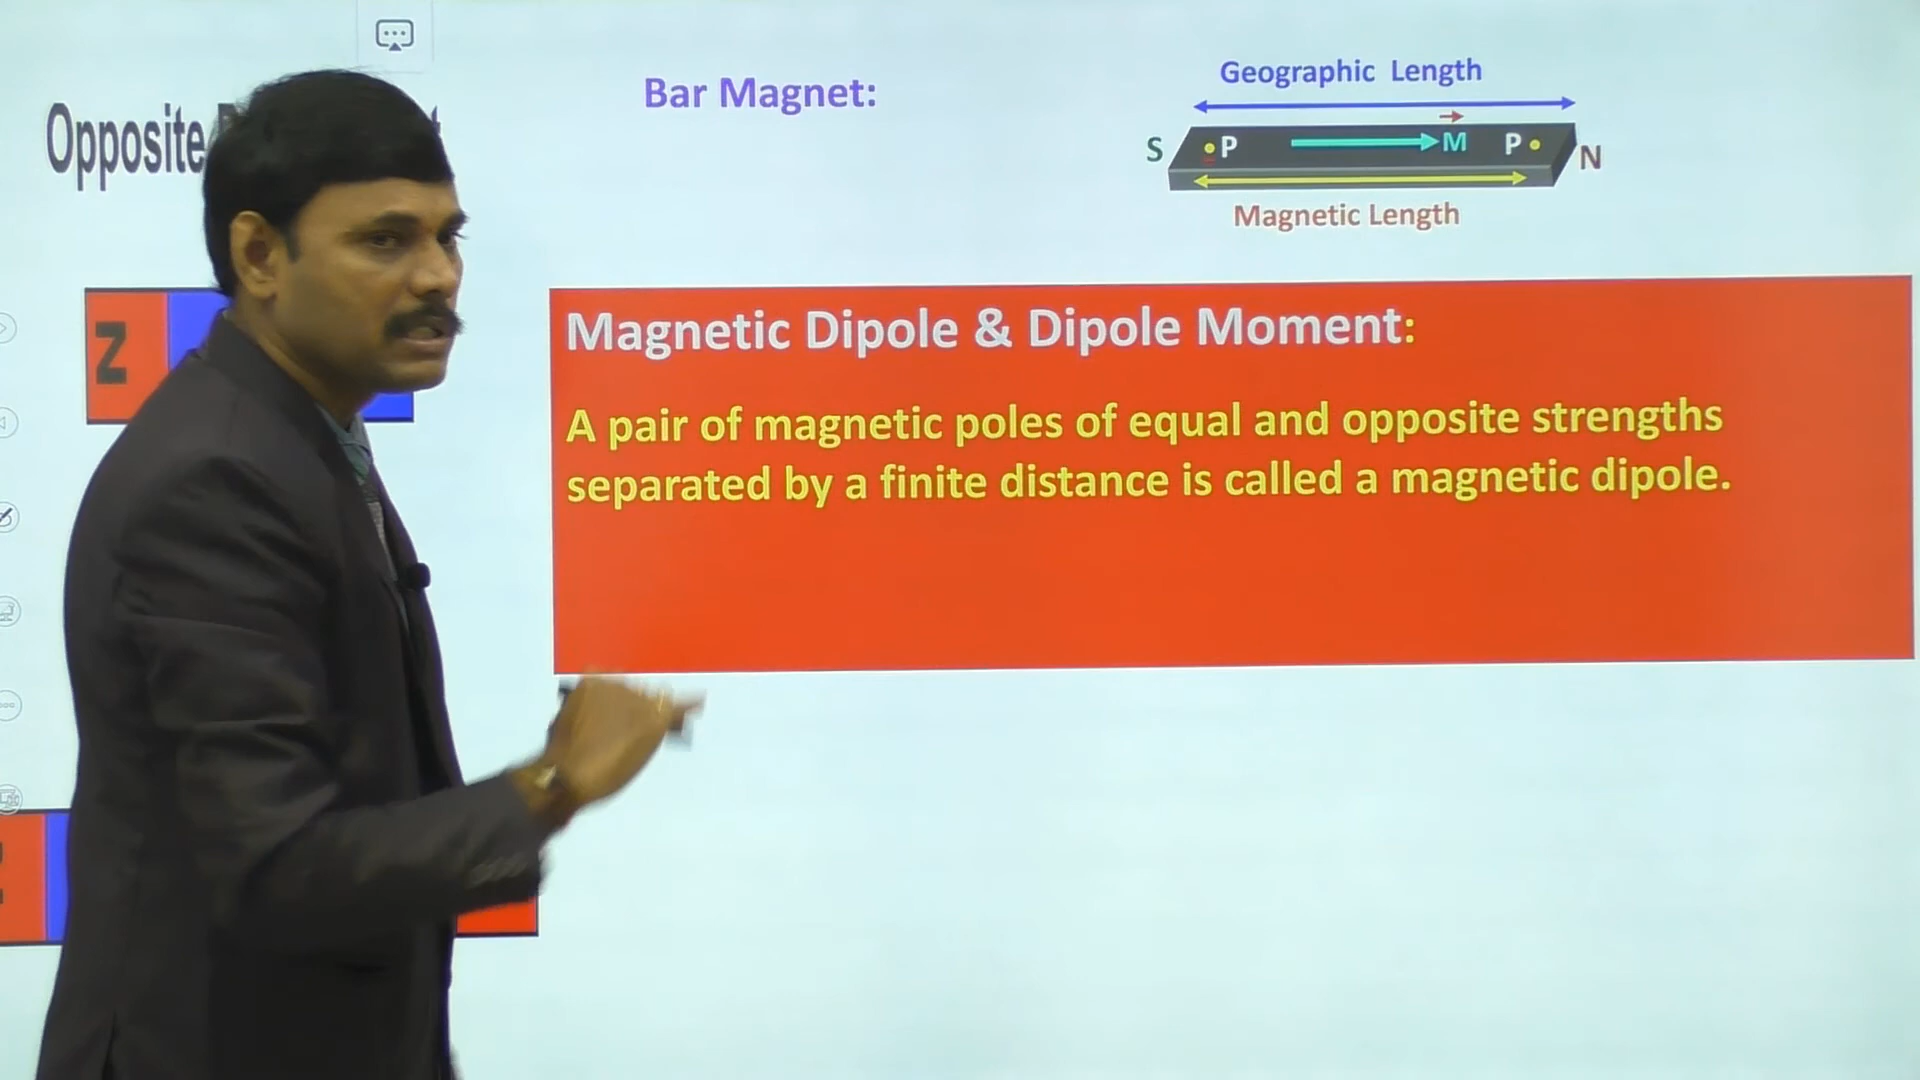 Opposite
Bar Magnet:
Geographic Length
S
P
M
P
N
Magnetic Length
Z
Magnetic Dipole & Dipole Moment:
A pair of magnetic poles of equal and opposite strengths
separated by a finite distance is called a magnetic dipole.